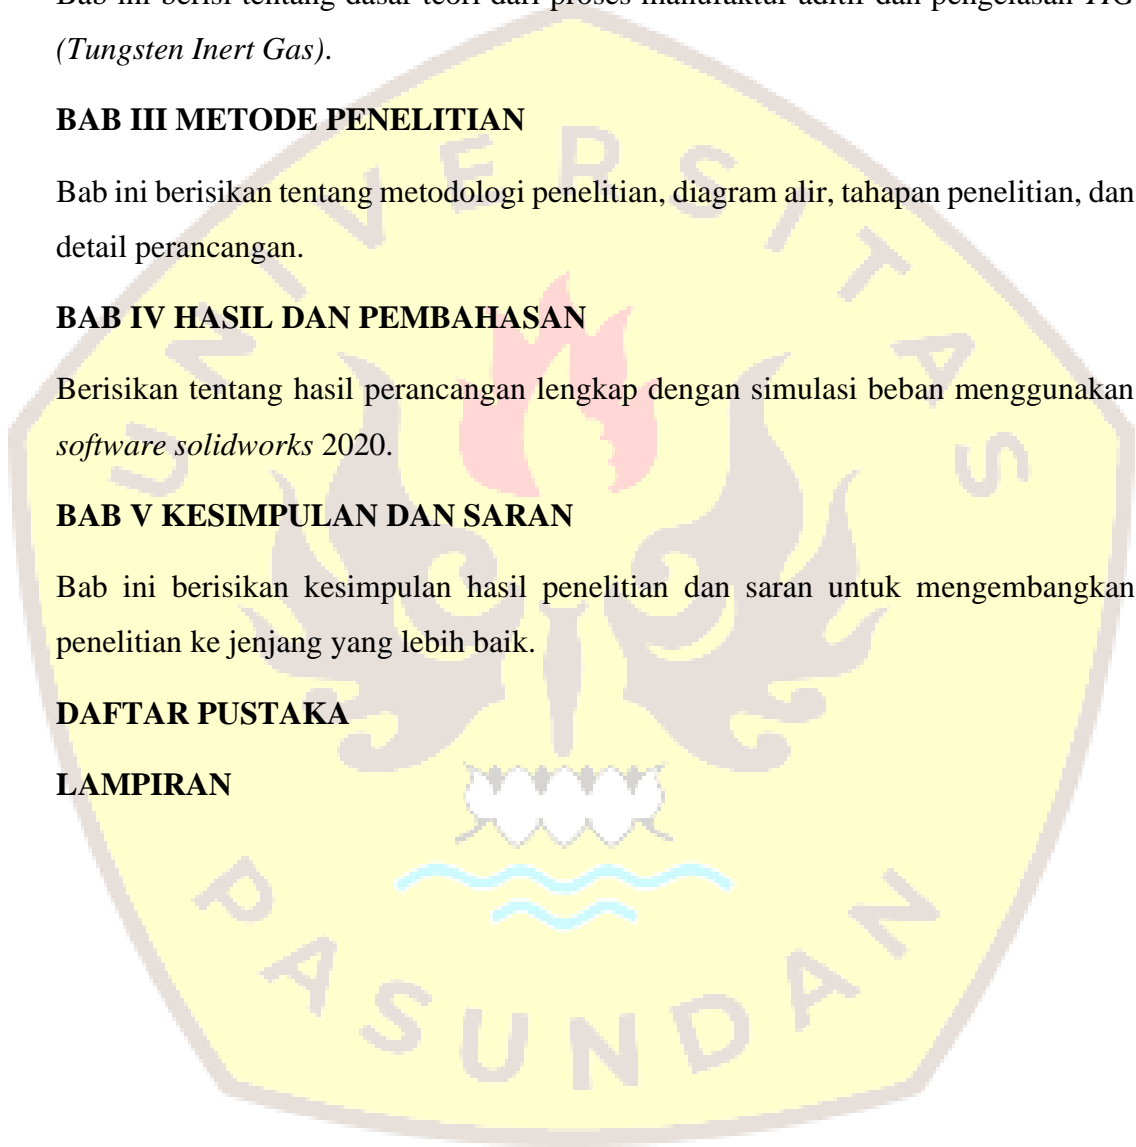 Bab ini berisi tentang dasar teori dari proses manufaktur aditif dan pengelasan TIG
(Tungsten Inert Gas).
BAB III METODE PENELITIAN
Bab ini berisikan tentang metodologi penelitian, diagram alir, tahapan penelitian, dan
detail perancangan.
BAB IV HASIL DAN PEMBAHASAN
Berisikan tentang hasil perancangan lengkap dengan simulasi beban menggunakan
software solidworks 2020.
BAB V KESIMPULAN DAN SARAN
Bab ini berisikan kesimpulan hasil penelitian dan saran untuk mengembangkan
penelitian ke jenjang yang lebih baik.
DAFTAR PUSTAKA
LAMPIRAN
UNIVERSITAS
PASUNDAN